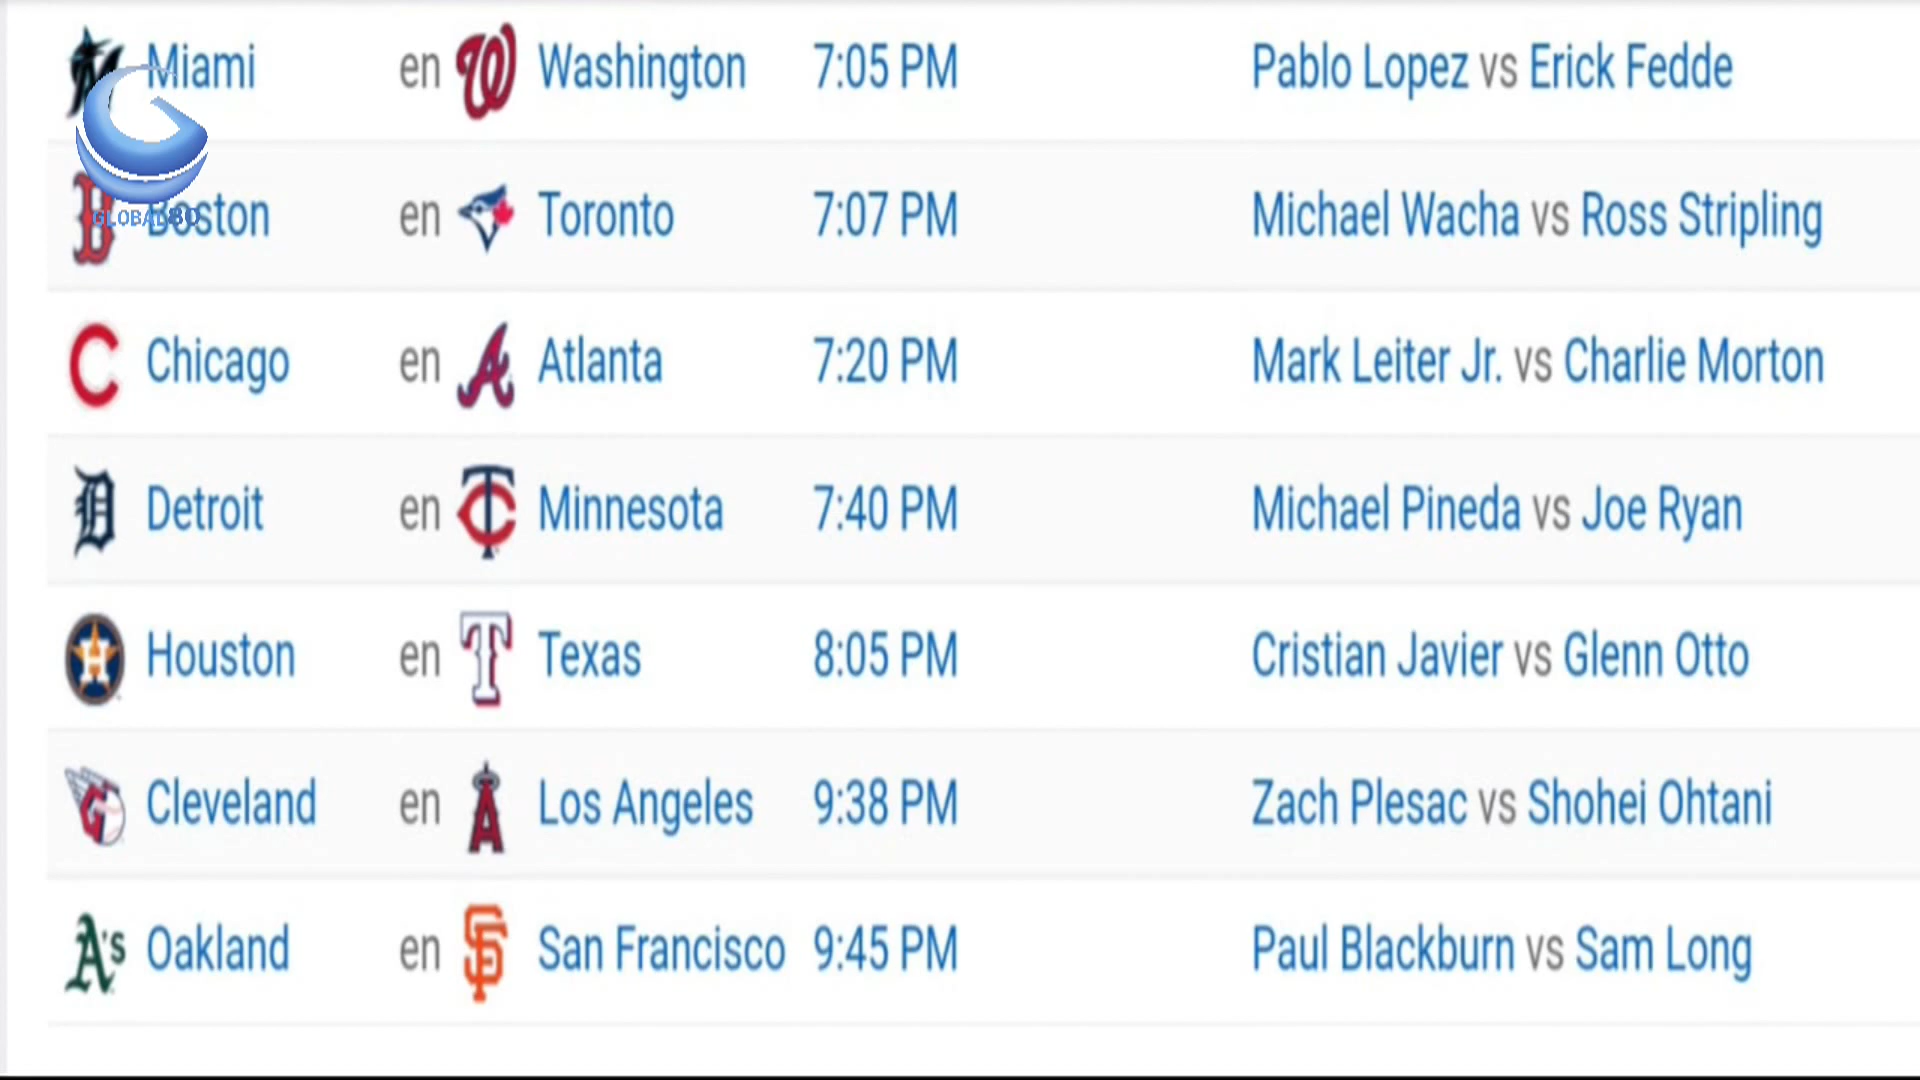 Miami en Washington 7:05 PM Pablo Lopez vs Erick Fedde
Boston en Toronto 7:07 PM Michael Wacha vs Ross Stripling
GLOBAL
Chicago en Atlanta 7:20 PM Mark Leiter Jr. vs Charlie Morton
Detroit en Minnesota 7:40 PM Michael Pineda vs Joe Ryan
Houston en Texas 8:05 PM Cristian Javier vs Glenn Otto
Cleveland en Los Angeles 9:38 PM Zach Plesac vs Shohei Ohtani
A's Oakland en San Francisco 9:45 PM Paul Blackburn vs Sam Long